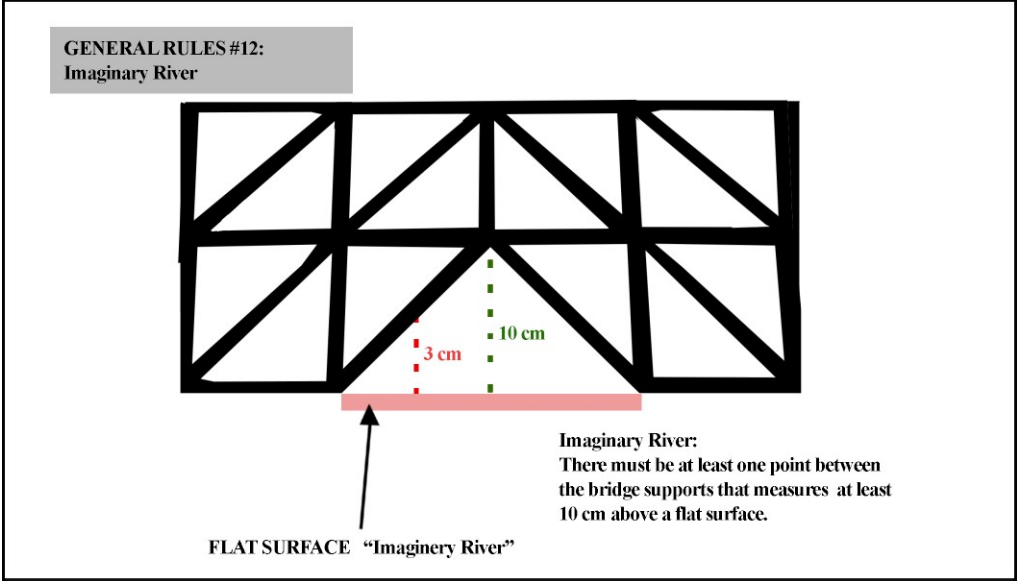 GENERAL RULES #12:
Imaginary River
3 cm
10 cm
Imaginary River:
There must be at least one point between
the bridge supports that measures at least
10 cm above a flat surface.
FLAT SURFACE “Imaginery River”